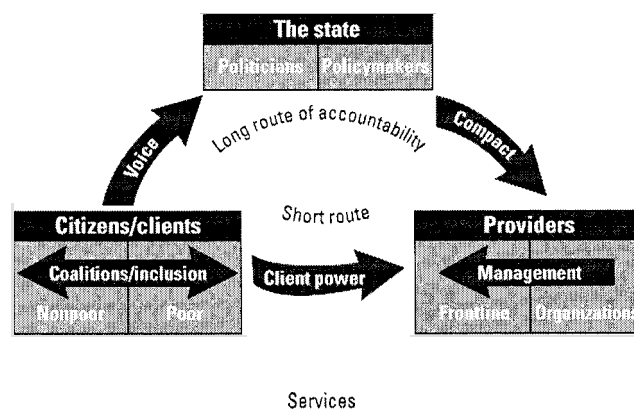 The state
Politicians Policymakers
Long route of accountability
Voice
Compact
Short route
Citizens/clients
Providers
Coalitions/inclusion
Client power
Management
Nonpoor Poor
Frontline Organizations
Services